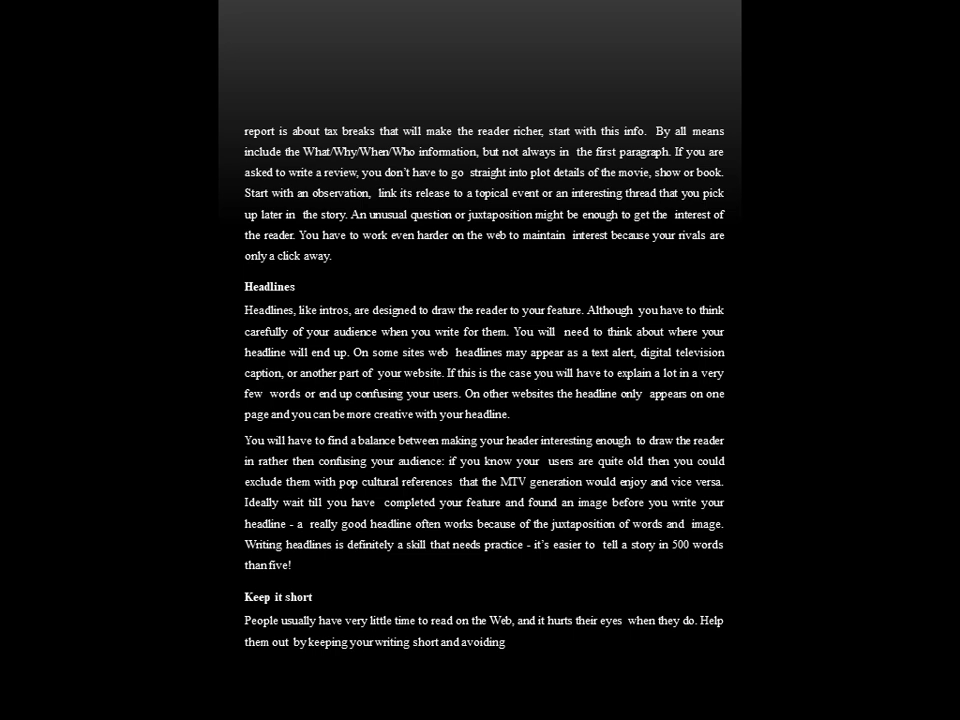 report is about tax breaks that will make the reader richer, start with this info. By all means
include the What/Why/When/Who information, but not always in the first paragraph. If you are
asked to write a review, you don’t have to go straight into plot details of the movie, show or book.
Start with an observation, link its release to a topical event or an interesting thread that you pick
up later in the story. An unusual question or juxtaposition might be enough to get the interest of
the reader. You have to work even harder on the web to maintain interest because your rivals are
only a click away.
Headlines
Headlines, like intros, are designed to draw the reader to your feature. Although you have to think
carefully of your audience when you write for them. You will need to think about where your
headline will end up. On some sites web headlines may appear as a text alert, digital television
caption, or another part of your website. If this is the case you will have to explain a lot in a very
few words or end up confusing your users. On other websites the headline only appears on one
page and you can be more creative with your headline.
You will have to find a balance between making your header interesting enough to draw the reader
in rather then confusing your audience: if you know your users are quite old then you could
exclude them with pop cultural references that the MTV generation would enjoy and vice versa.
Ideally wait till you have completed your feature and found an image before you write your
headline - a really good headline often works because of the juxtaposition of words and image.
Writing headlines is definitely a skill that needs practice - it’s easier to tell a story in 500 words
than five!
Keep it short
People usually have very little time to read on the Web, and it hurts their eyes when they do. Help
them out by keeping your writing short and avoiding